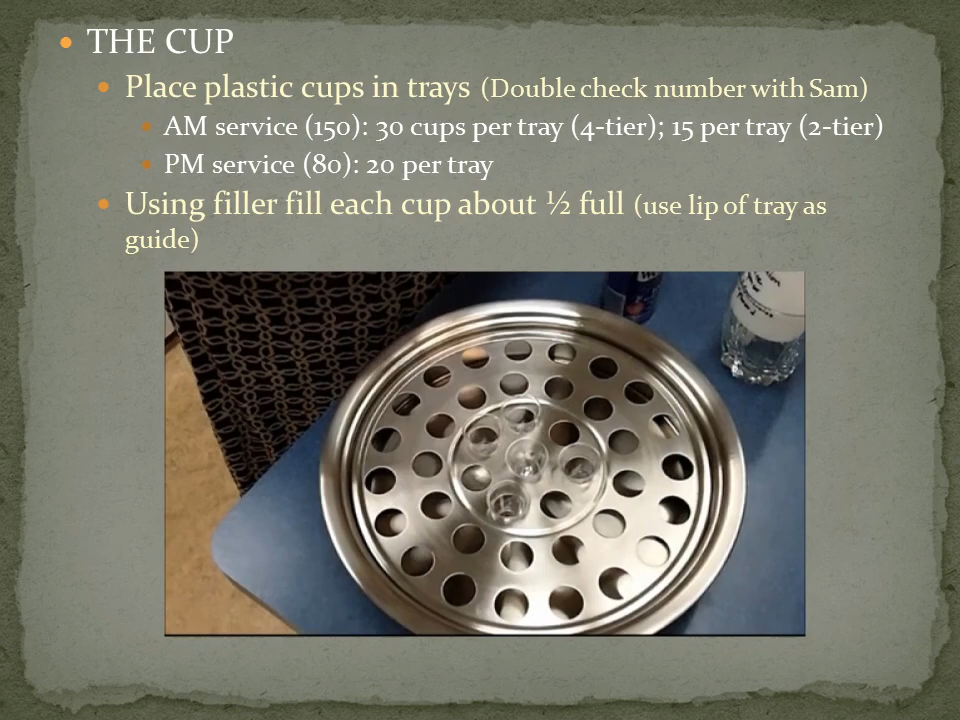 THE CUP
Place plastic cups in trays (Double check number with Sam)
AM service (150): 30 cups per tray (4-tier); 15 per tray (2-tier)
PM service (80): 20 per tray
Using filler fill each cup about ½ full (use lip of tray as
guide)